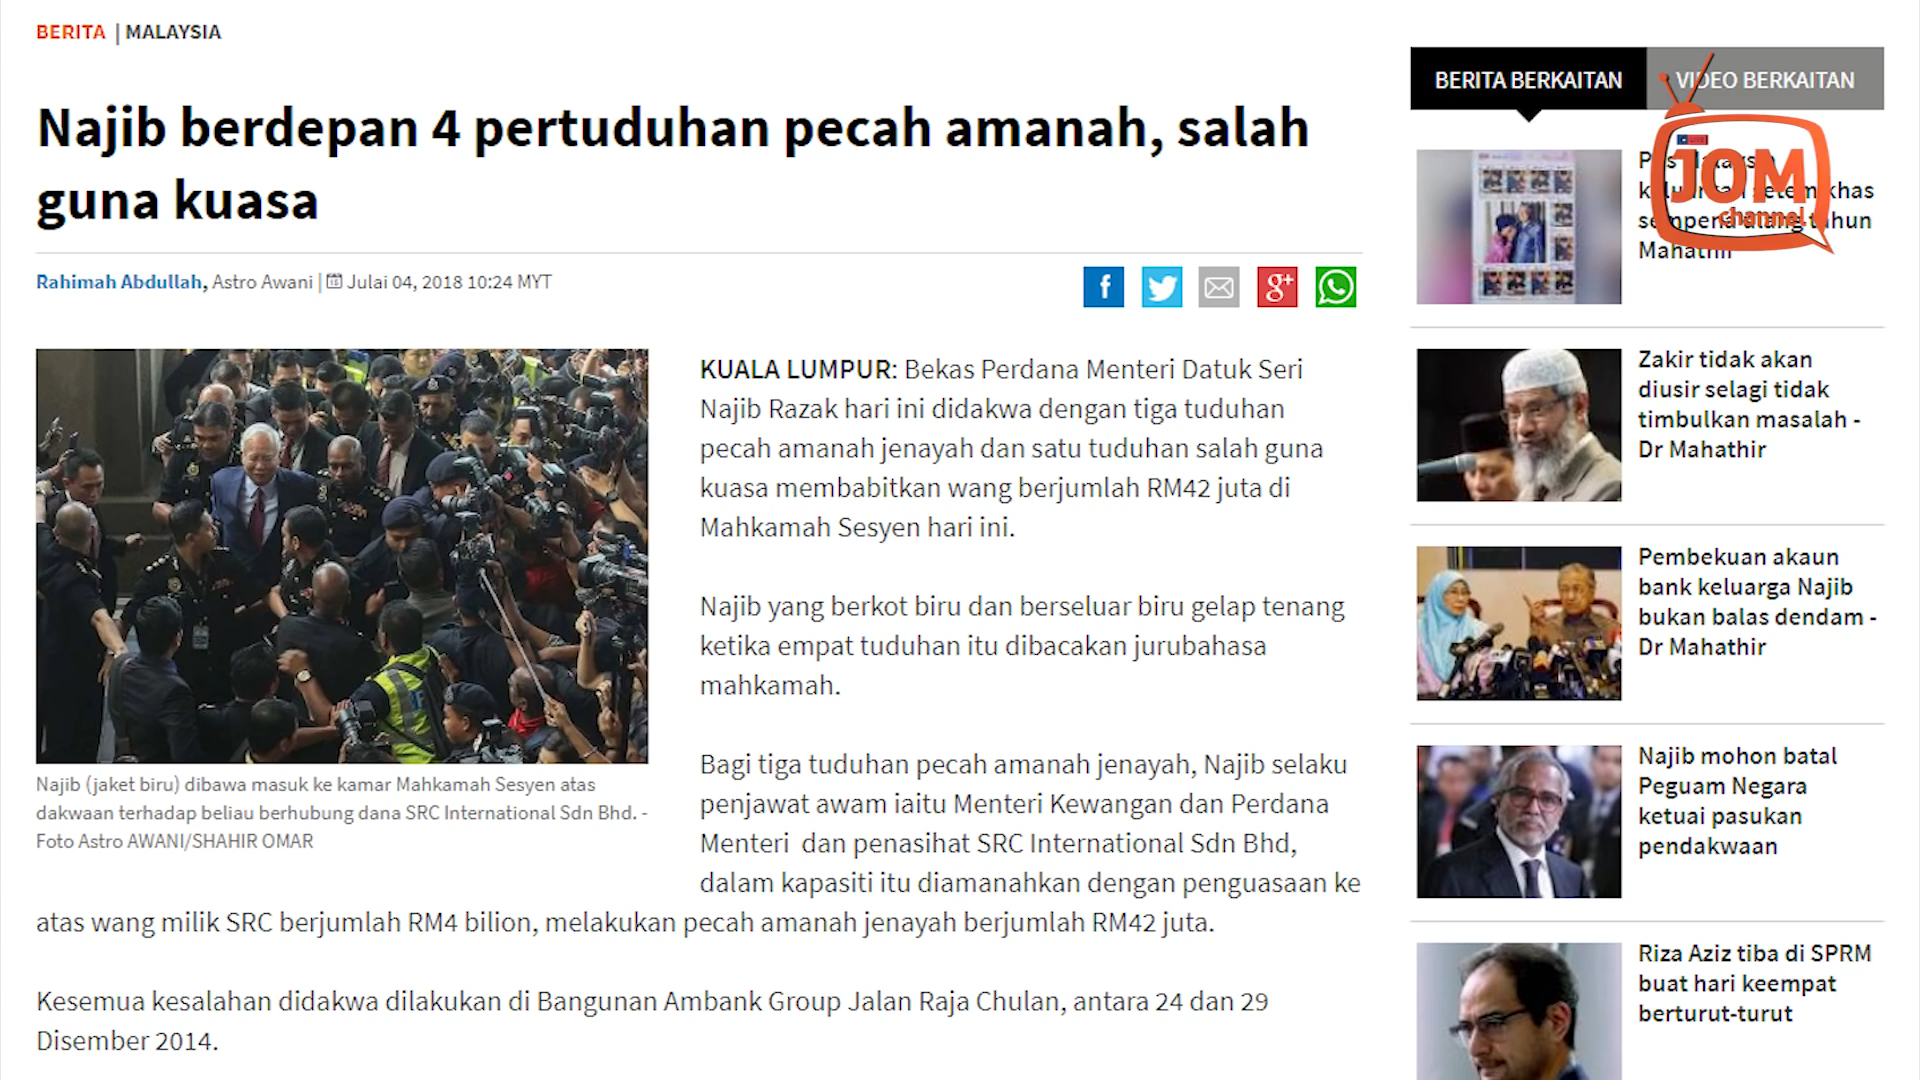 BERITA | MALAYSIA
Najib berdepan 4 pertuduhan pecah amanah, salah
guna kuasa
Rahimah Abdullah, Astro Awani | Julai 04, 2018 10:24 MYT
KUALA LUMPUR: Bekas Perdana Menteri Datuk Seri
Najib Razak hari ini didakwa dengan tiga tuduhan
pecah amanah jenayah dan satu tuduhan salah guna
kuasa membabitkan wang berjumlah RM42 juta di
Mahkamah Sesyen hari ini.
Najib yang berkot biru dan berseluar biru gelap tenang
ketika empat tuduhan itu dibacakan jurubahasa
mahkamah.
Bagi tiga tuduhan pecah amanah jenayah, Najib selaku
penjawat awam iaitu Menteri Kewangan dan Perdana
Menteri dan penasihat SRC International Sdn Bhd,
dalam kapasiti itu diamanahkan dengan penguasaan ke
atas wang milik SRC berjumlah RM4 bilion, melakukan pecah amanah jenayah berjumlah RM42 juta.
Kesemua kesalahan didakwa dilakukan di Bangunan Ambank Group Jalan Raja Chulan, antara 24 dan 29
Disember 2014.
Najib (jaket biru) dibawa masuk ke kamar Mahkamah Sesyen atas
dakwaan terhadap beliau berhubung dana SRC International Sdn Bhd. -
Foto Astro AWANI/SHAHIR OMAR
BERITA BERKAITAN
VIDEO BERKAITAN
JOM
channel
Pos Malaysia
keluarkan setem khas
sempena ulang tahun
Mahathir
Zakir tidak akan
diusir selagi tidak
timbulkan masalah -
Dr Mahathir
Pembekuan akaun
bank keluarga Najib
bukan balas dendam -
Dr Mahathir
Najib mohon batal
Peguam Negara
ketuai pasukan
pendakwaan
Riza Aziz tiba di SPRM
buat hari keempat
berturut-turut